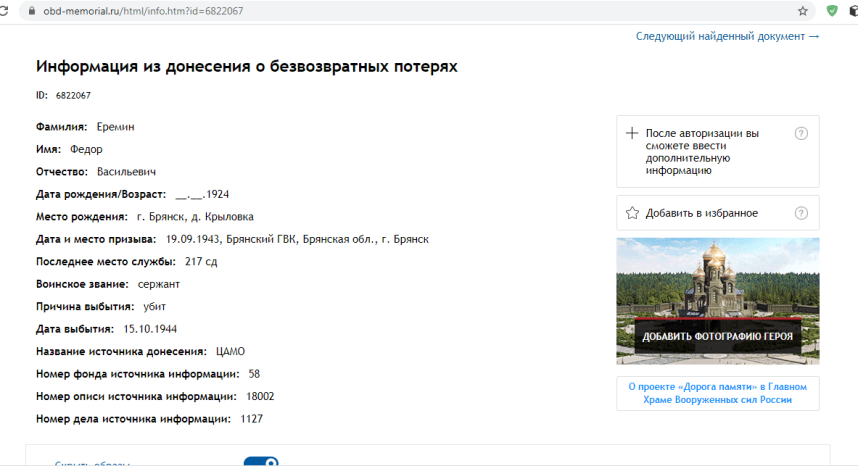 obd-memorial.ru/html/info.htm?id=6822067
Следующий найденный документ →
Информация из донесения о безвозвратных потерях
ID: 6822067
Фамилия: Еремин
Имя: Федор
Отчество: Васильевич
Дата рождения/Возраст: __.__.1924
Место рождения: г. Брянск, д. Крыловка
Дата и место призыва: 19.09.1943, Брянский ГВК, Брянская обл., г. Брянск
Последнее место службы: 217 сд
Воинское звание: сержант
Причина выбытия: убит
Дата выбытия: 15.10.1944
Название источника донесения: ЦАМО
Номер фонда источника информации: 58
Номер описи источника информации: 18002
Номер дела источника информации: 1127
После авторизации вы
сможете ввести
дополнительную
информацию
?
Добавить в избранное
?
ДОБАВИТЬ ФОТОГРАФИЮ ГЕРОЯ
О проекте «Дорога памяти» в Главном
Храме Вооруженных сил России
Скрыть образы